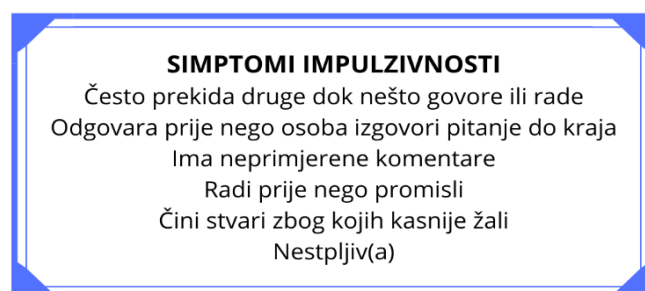 SIMPTOMI IMPULZIVNOSTI
Često prekida druge dok nešto govore ili rade
Odgovara prije nego osoba izgovori pitanje do kraja
Ima neprimjerene komentare
Radi prije nego promisli
Čini stvari zbog kojih kasnije žali
Nestpljiv(a)